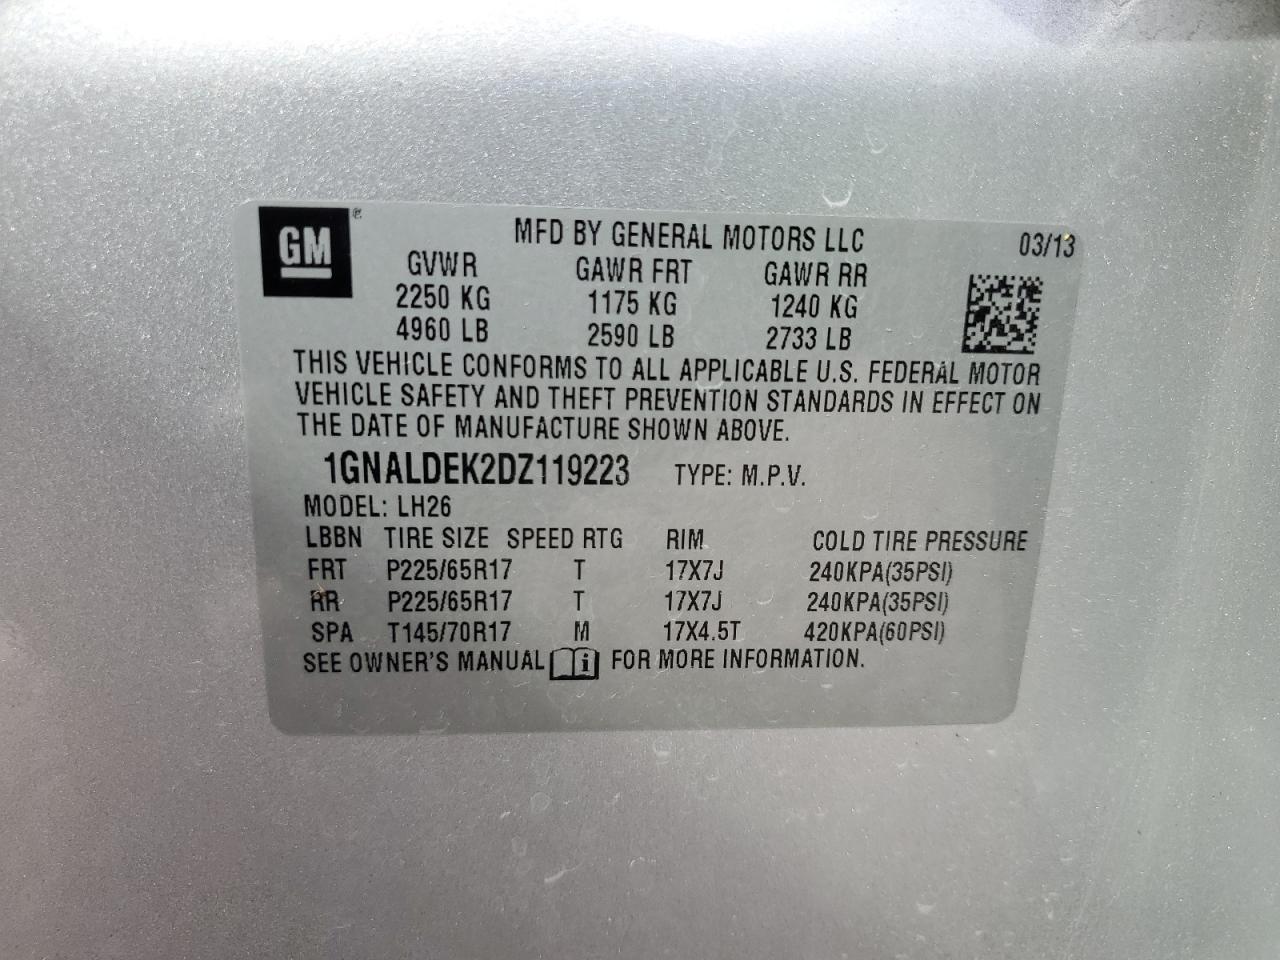 GM®
MFD BY GENERAL MOTORS LLC 03/13
GVWR GAWR FRT GAWR RR
2250 KG 1175 KG 1240 KG
4960 LB 2590 LB 2733 LB
THIS VEHICLE CONFORMS TO ALL APPLICABLE U.S. FEDERAL MOTOR
VEHICLE SAFETY AND THEFT PREVENTION STANDARDS IN EFFECT ON
THE DATE OF MANUFACTURE SHOWN ABOVE.
1GNALDEK2DZ119223 TYPE: M.P.V.
MODEL: LH26
LBBN TIRE SIZE SPEED RTG RIM COLD TIRE PRESSURE
FRT P225/65R17 T 17X7J 240KPA(35PSI)
RR P225/65R17 T 17X7J 240KPA(35PSI)
SPA T145/70R17 M 17X4.5T 420KPA(60PSI)
SEE OWNER'S MANUAL i FOR MORE INFORMATION.